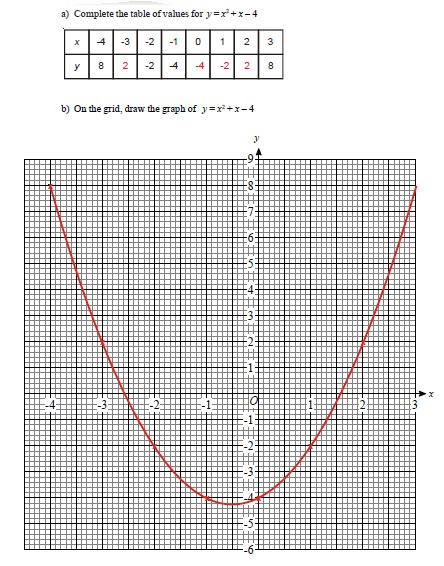 a) Complete the table of values for y = x² + x – 4
x -4 -3 -2 -1 0 1 2 3
y 8 2 -2 -4 -4 -2 2 8
b) On the grid, draw the graph of y = x² + x – 4
y
9
8
7
6
5
4
3
2
1
O x
-4 -3 -2 -1 1 2 3
-1
-2
-3
-4
-5
-6